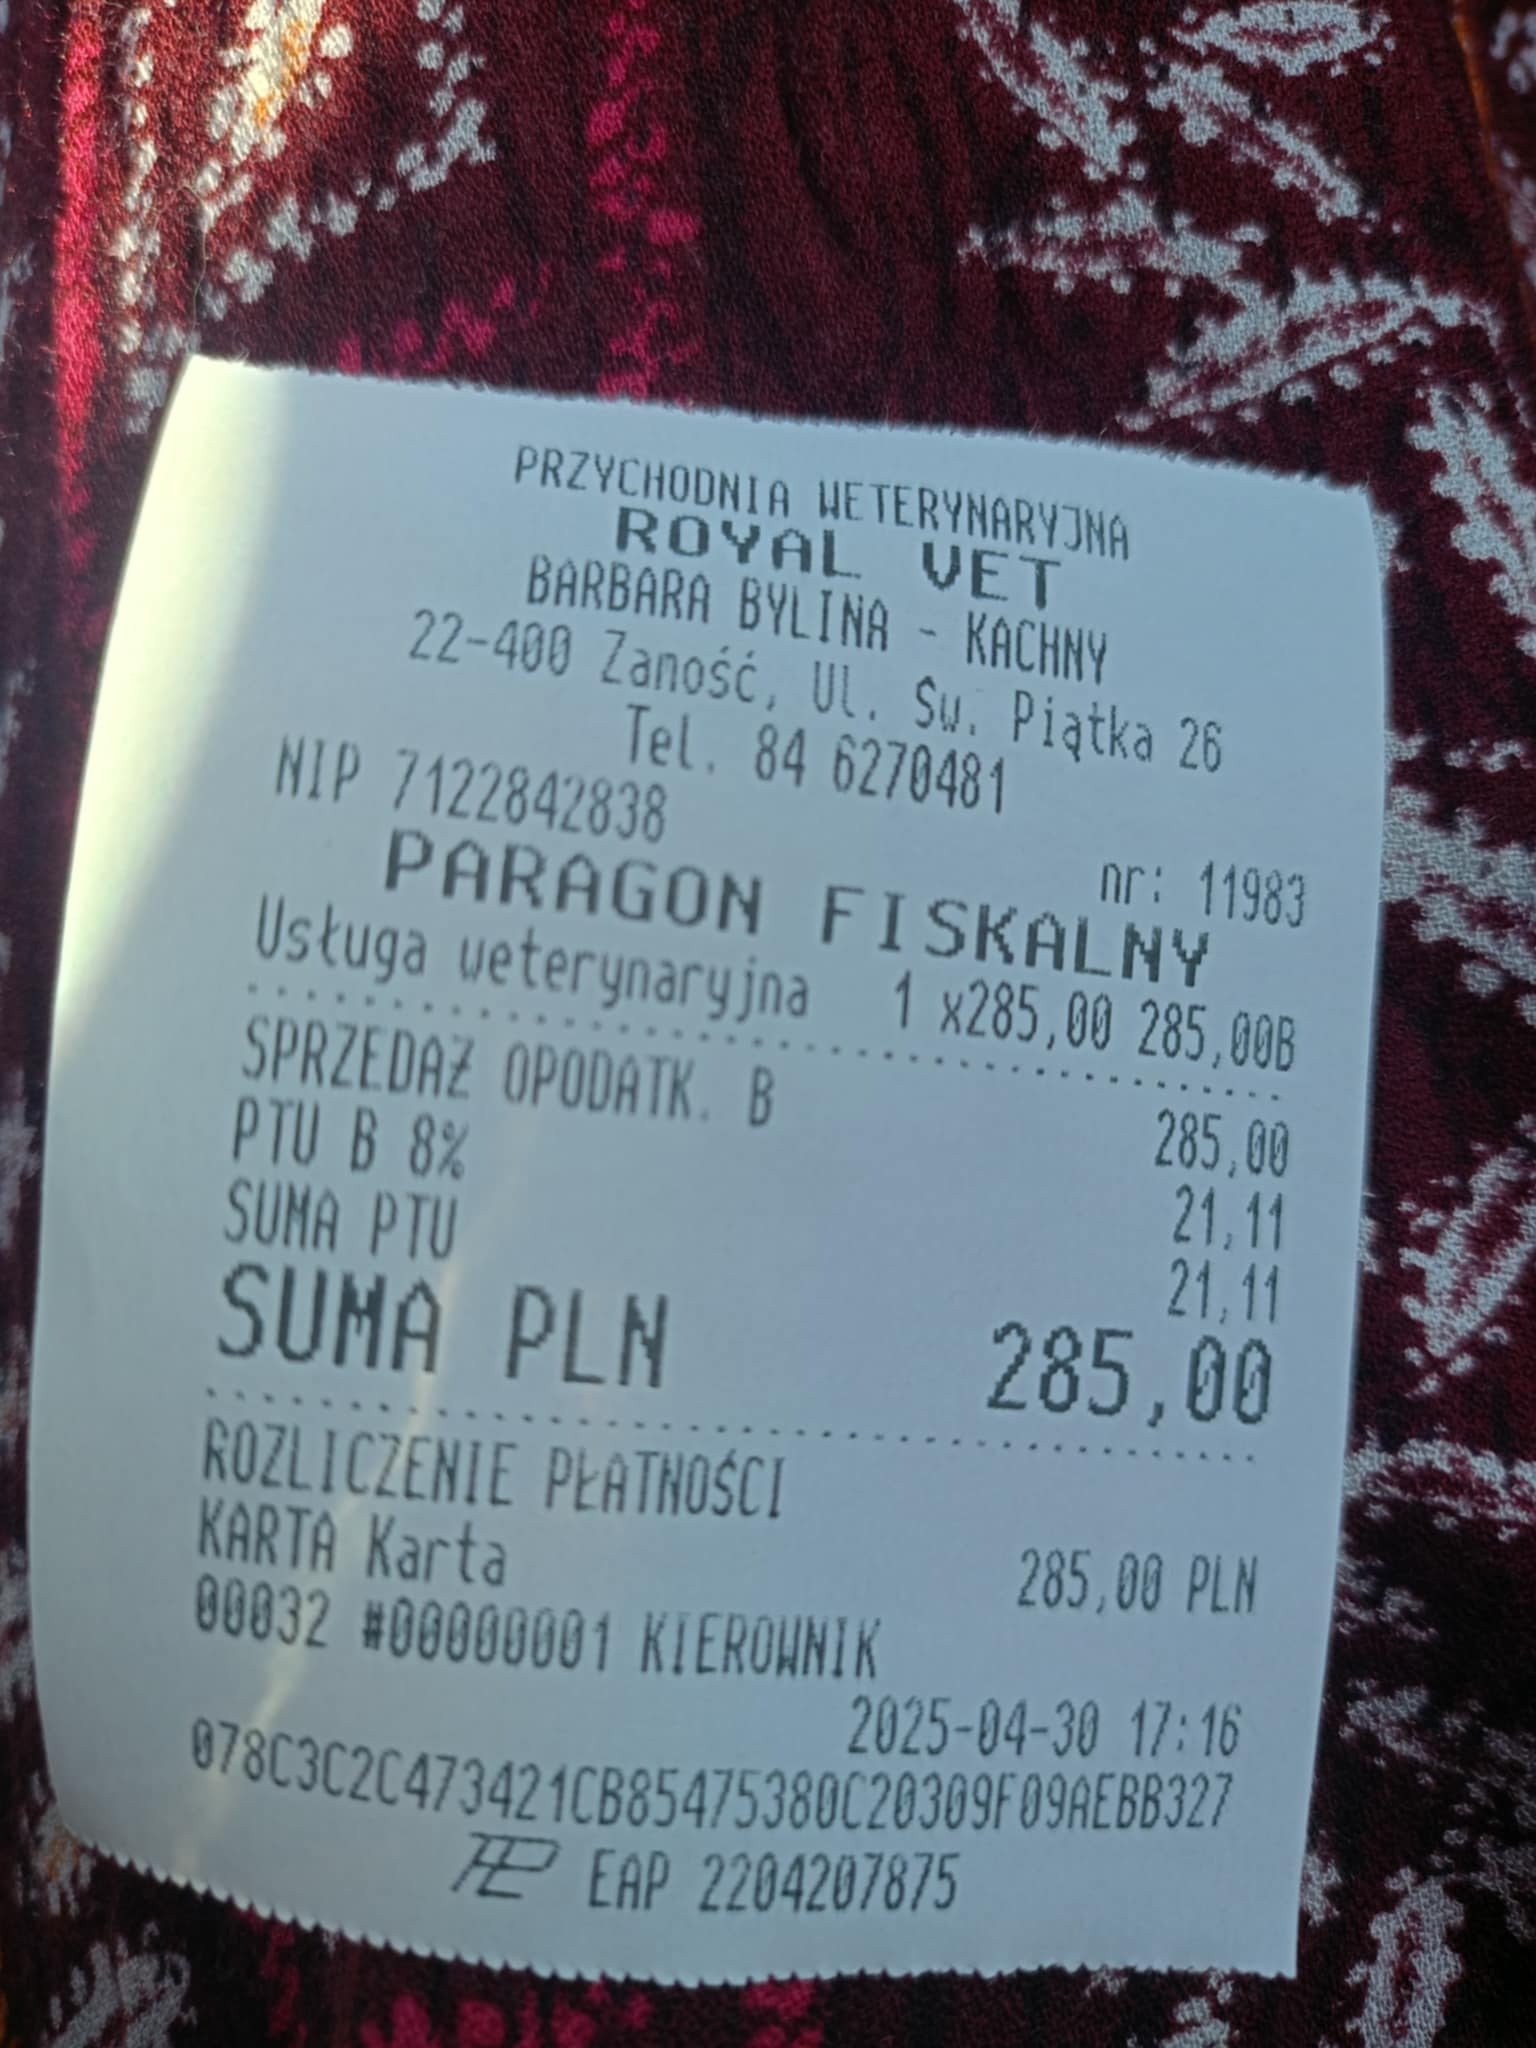 PRZYCHODNIA WETERYNARYJNA
ROYAL VET
BARBARA BYLINA - KACHNY
22-400 Zamość, Ul. Św. Piątka 26
Tel. 84 6270481
NIP 7122842838
nr: 11983
PARAGON FISKALNY
Usługa weterynaryjna 1 x285,00 285,00B
SPRZEDAŻ OPODATK. B 285,00
PTU B 8% 21,11
SUMA PTU 21,11
SUMA PLN 285,00
ROZLICZENIE PŁATNOŚCI
KARTA Karta 285,00 PLN
00032 #00000001 KIEROWNIK
2025-04-30 17:16
078C3C2C473421CB85475380C20309F09AEBB327
EAP 2204207875